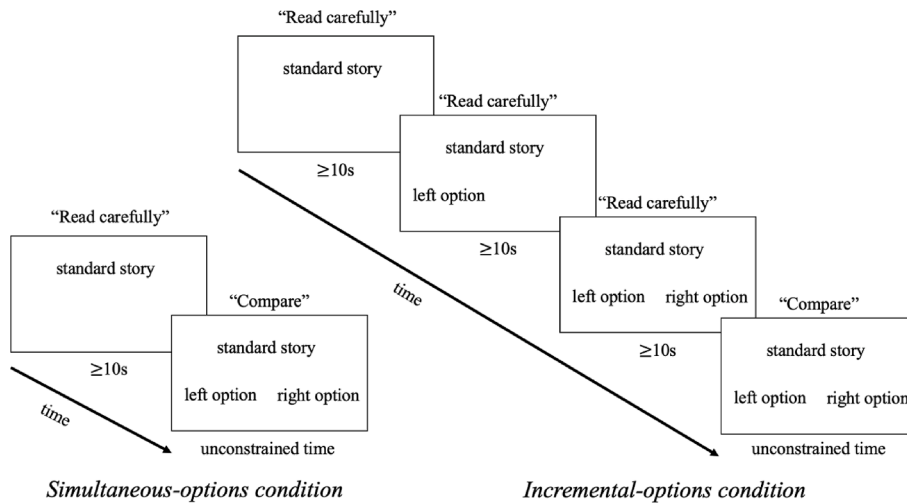 “Read carefully”
standard story
≥10s
“Compare”
standard story
left option right option
unconstrained time
time
Simultaneous-options condition
“Read carefully”
standard story
≥10s
“Read carefully”
standard story
left option
≥10s
“Read carefully”
standard story
left option right option
≥10s
“Compare”
standard story
left option right option
unconstrained time
time
Incremental-options condition